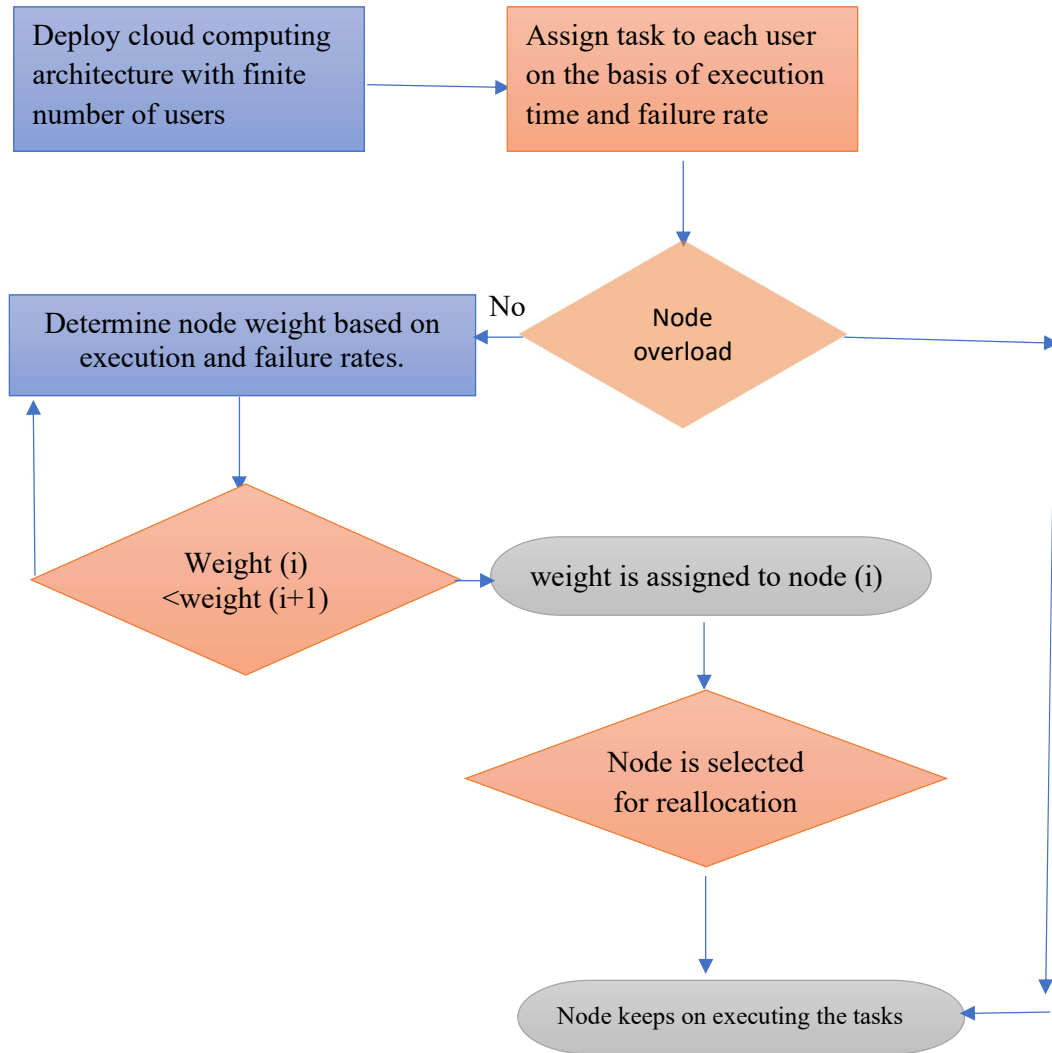 Deploy cloud computing
architecture with finite
number of users
Assign task to each user
on the basis of execution
time and failure rate
No
Node
overload
Determine node weight based on
execution and failure rates.
Weight (i)
<weight (i+1)
weight is assigned to node (i)
Node is selected
for reallocation
Node keeps on executing the tasks